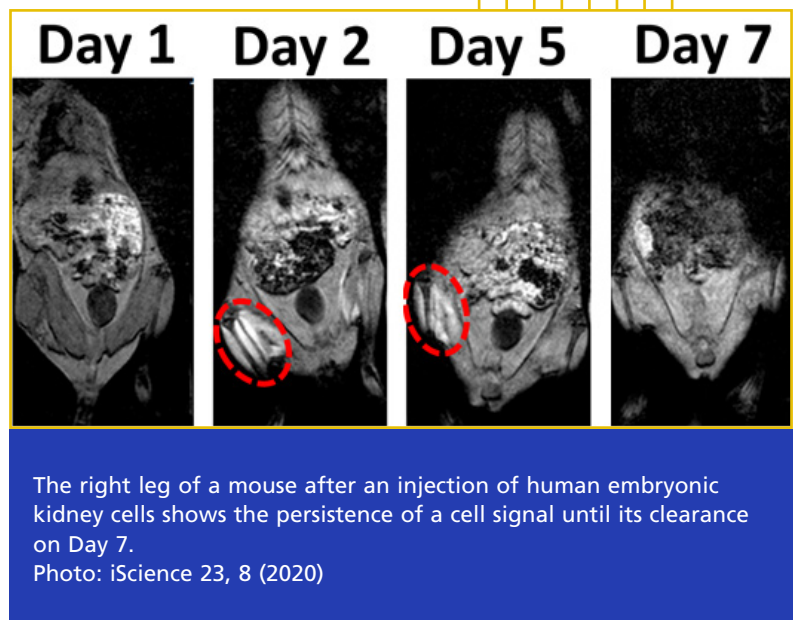 Day 1 Day 2 Day 5 Day 7
The right leg of a mouse after an injection of human embryonic
kidney cells shows the persistence of a cell signal until its clearance
on Day 7.
Photo: iScience 23, 8 (2020)